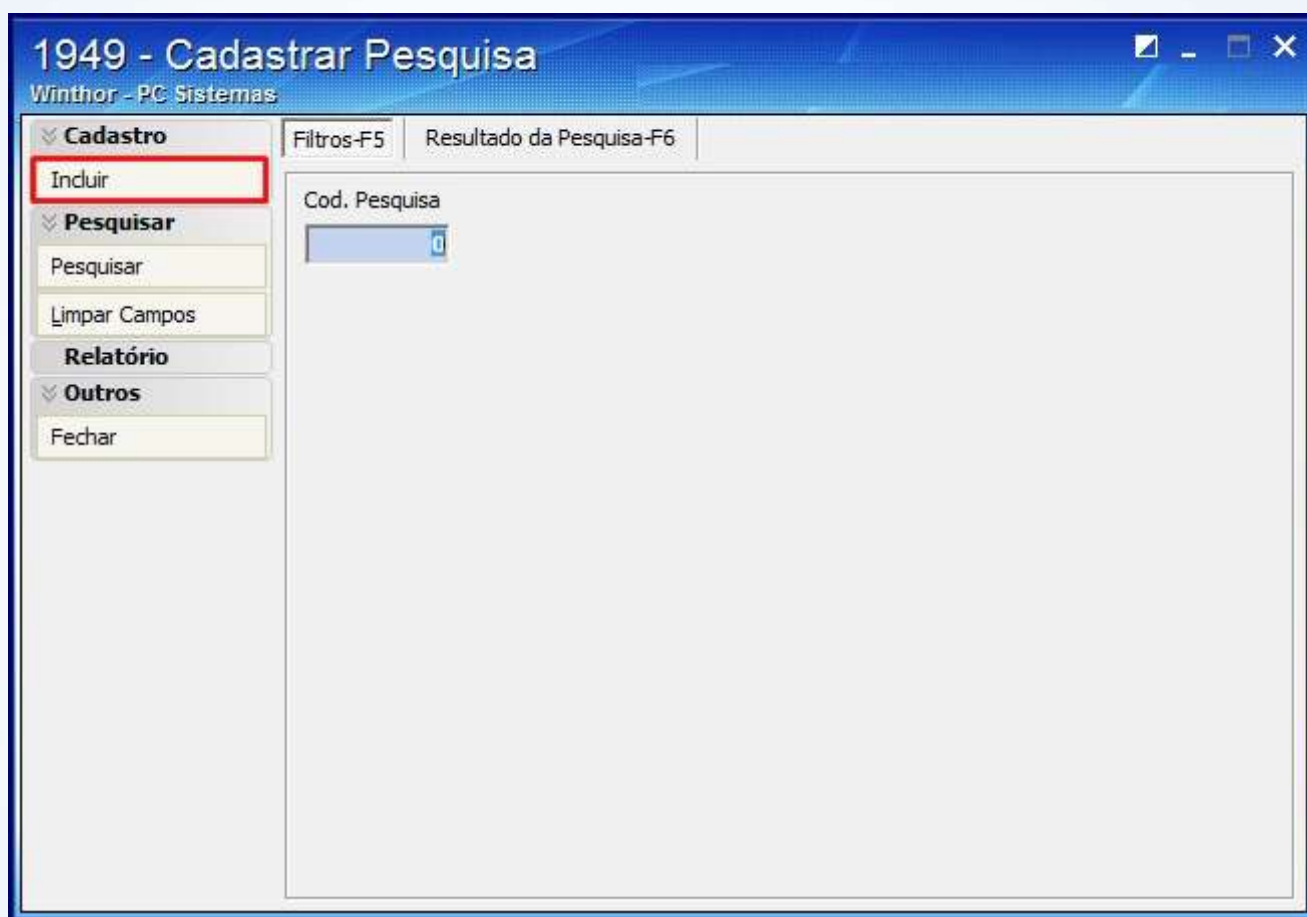 1949 - Cadastrar Pesquisa
Winthor - PC Sistemas
Cadastro
Incluir
Pesquisar
Pesquisar
Limpar Campos
Relatório
Outros
Fechar
Filtros-F5
Resultado da Pesquisa-F6
Cod. Pesquisa
0